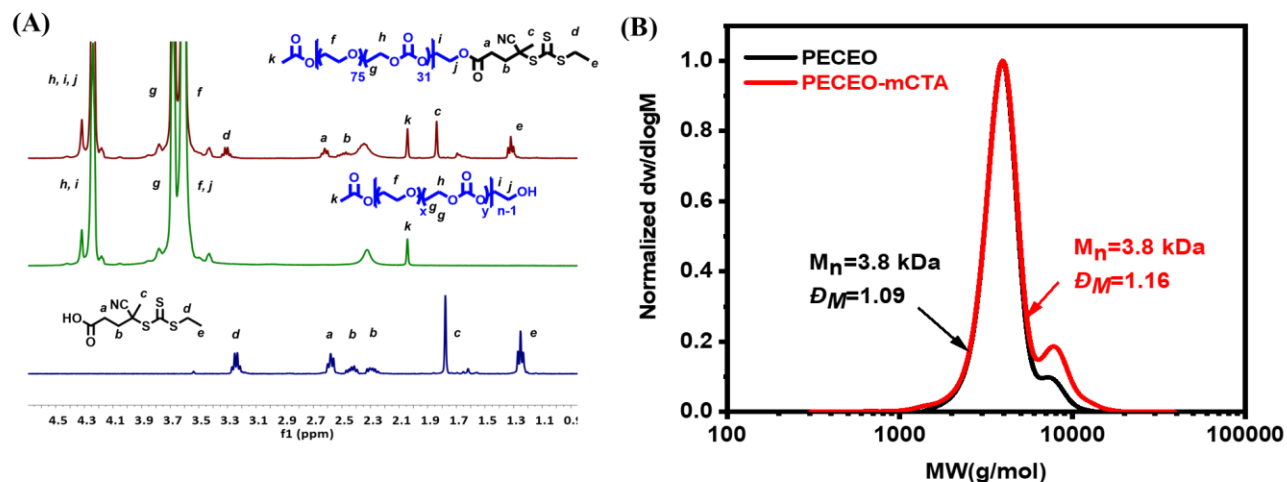 (A)
(B)
k
O
O
f
O
75
g
h
O
O
O
31
i
j
O
O
a
b
NC
c
S
S
S
d
e
h, i, j
g
f
d
a
b
k
c
e
h, i
g
f, j
k
O
O
f
O
x
g
g
h
O
O
O
y
i
n-1
j
OH
k
HO
O
a
b
NC
c
S
S
S
d
e
d
a
b
b
c
e
4.5 4.3 4.1 3.9 3.7 3.5 3.3 3.1 2.9 2.7 2.5 2.3 2.1 1.9 1.7 1.5 1.3 1.1 0.9
f1 (ppm)
PECEO
PECEO-mCTA
Normalized dw/dlogM
1.0
0.8
0.6
0.4
0.2
0.0
Mn=3.8 kDa
ĐM=1.09
Mn=3.8 kDa
ĐM=1.16
100 1000 10000 100000
MW(g/mol)